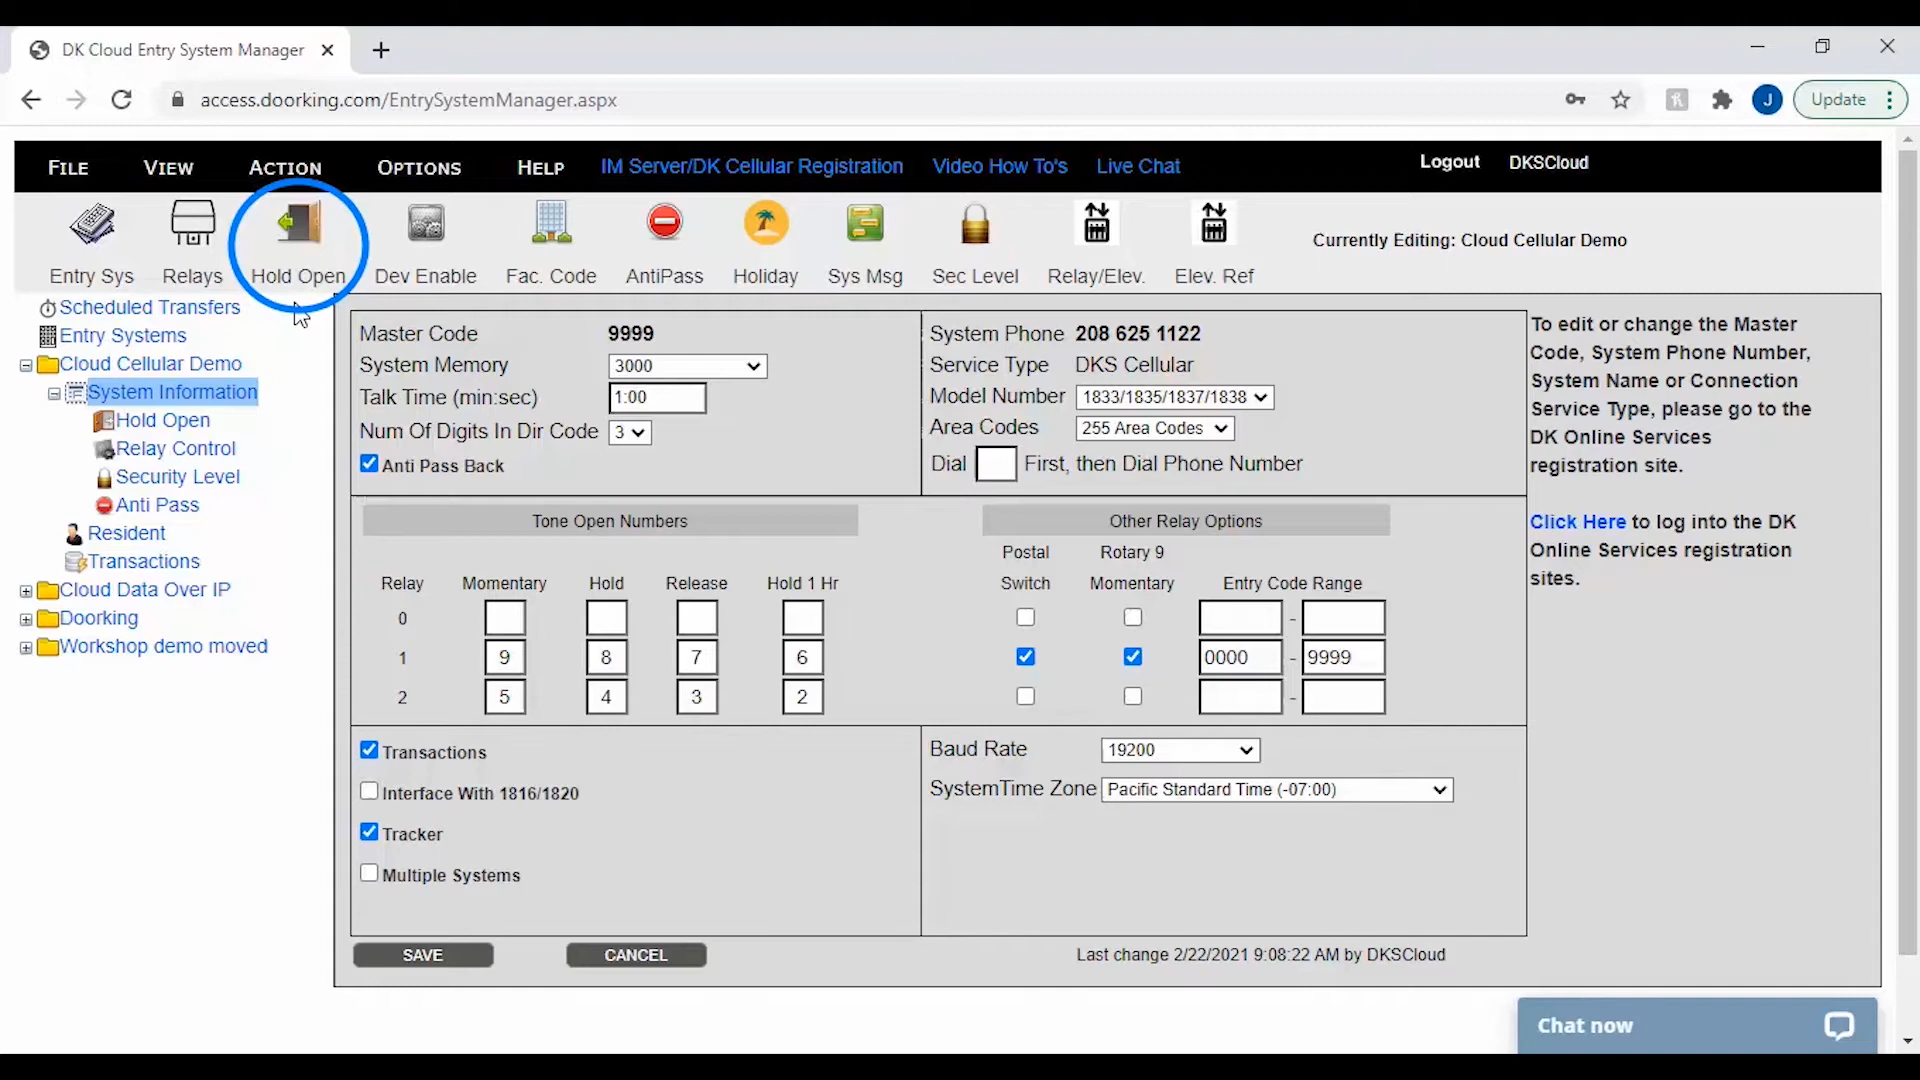 DK Cloud Entry System Manager
access.doorking.com/EntrySystemManager.aspx
J
Update
FILE VIEW ACTION OPTIONS HELP IM Server/DK Cellular Registration Video How To's Live Chat Logout DKSCloud
Entry Sys Relays Hold Open Dev Enable Fac. Code AntiPass Holiday Sys Msg Sec Level Relay/Elev. Elev. Ref
Currently Editing: Cloud Cellular Demo
Scheduled Transfers
Entry Systems
Cloud Cellular Demo
System Information
Hold Open
Relay Control
Security Level
Anti Pass
Resident
Transactions
Cloud Data Over IP
Doorking
Workshop demo moved
Master Code 9999
System Memory 3000
Talk Time (min:sec) 1:00
Num Of Digits In Dir Code 3
Anti Pass Back
System Phone 208 625 1122
Service Type DKS Cellular
Model Number 1833/1835/1837/1838
Area Codes 255 Area Codes
Dial First, then Dial Phone Number
Tone Open Numbers
Relay Momentary Hold Release Hold 1 Hr
0
1 9 8 7 6
2 5 4 3 2
Other Relay Options
Postal Rotary 9
Switch Momentary Entry Code Range
-
0000 - 9999
-
Transactions
Interface With 1816/1820
Tracker
Multiple Systems
Baud Rate 19200
SystemTime Zone Pacific Standard Time (-07:00)
SAVE CANCEL
Last change 2/22/2021 9:08:22 AM by DKSCloud
To edit or change the Master
Code, System Phone Number,
System Name or Connection
Service Type, please go to the
DK Online Services
registration site.
Click Here to log into the DK
Online Services registration
sites.
Chat now